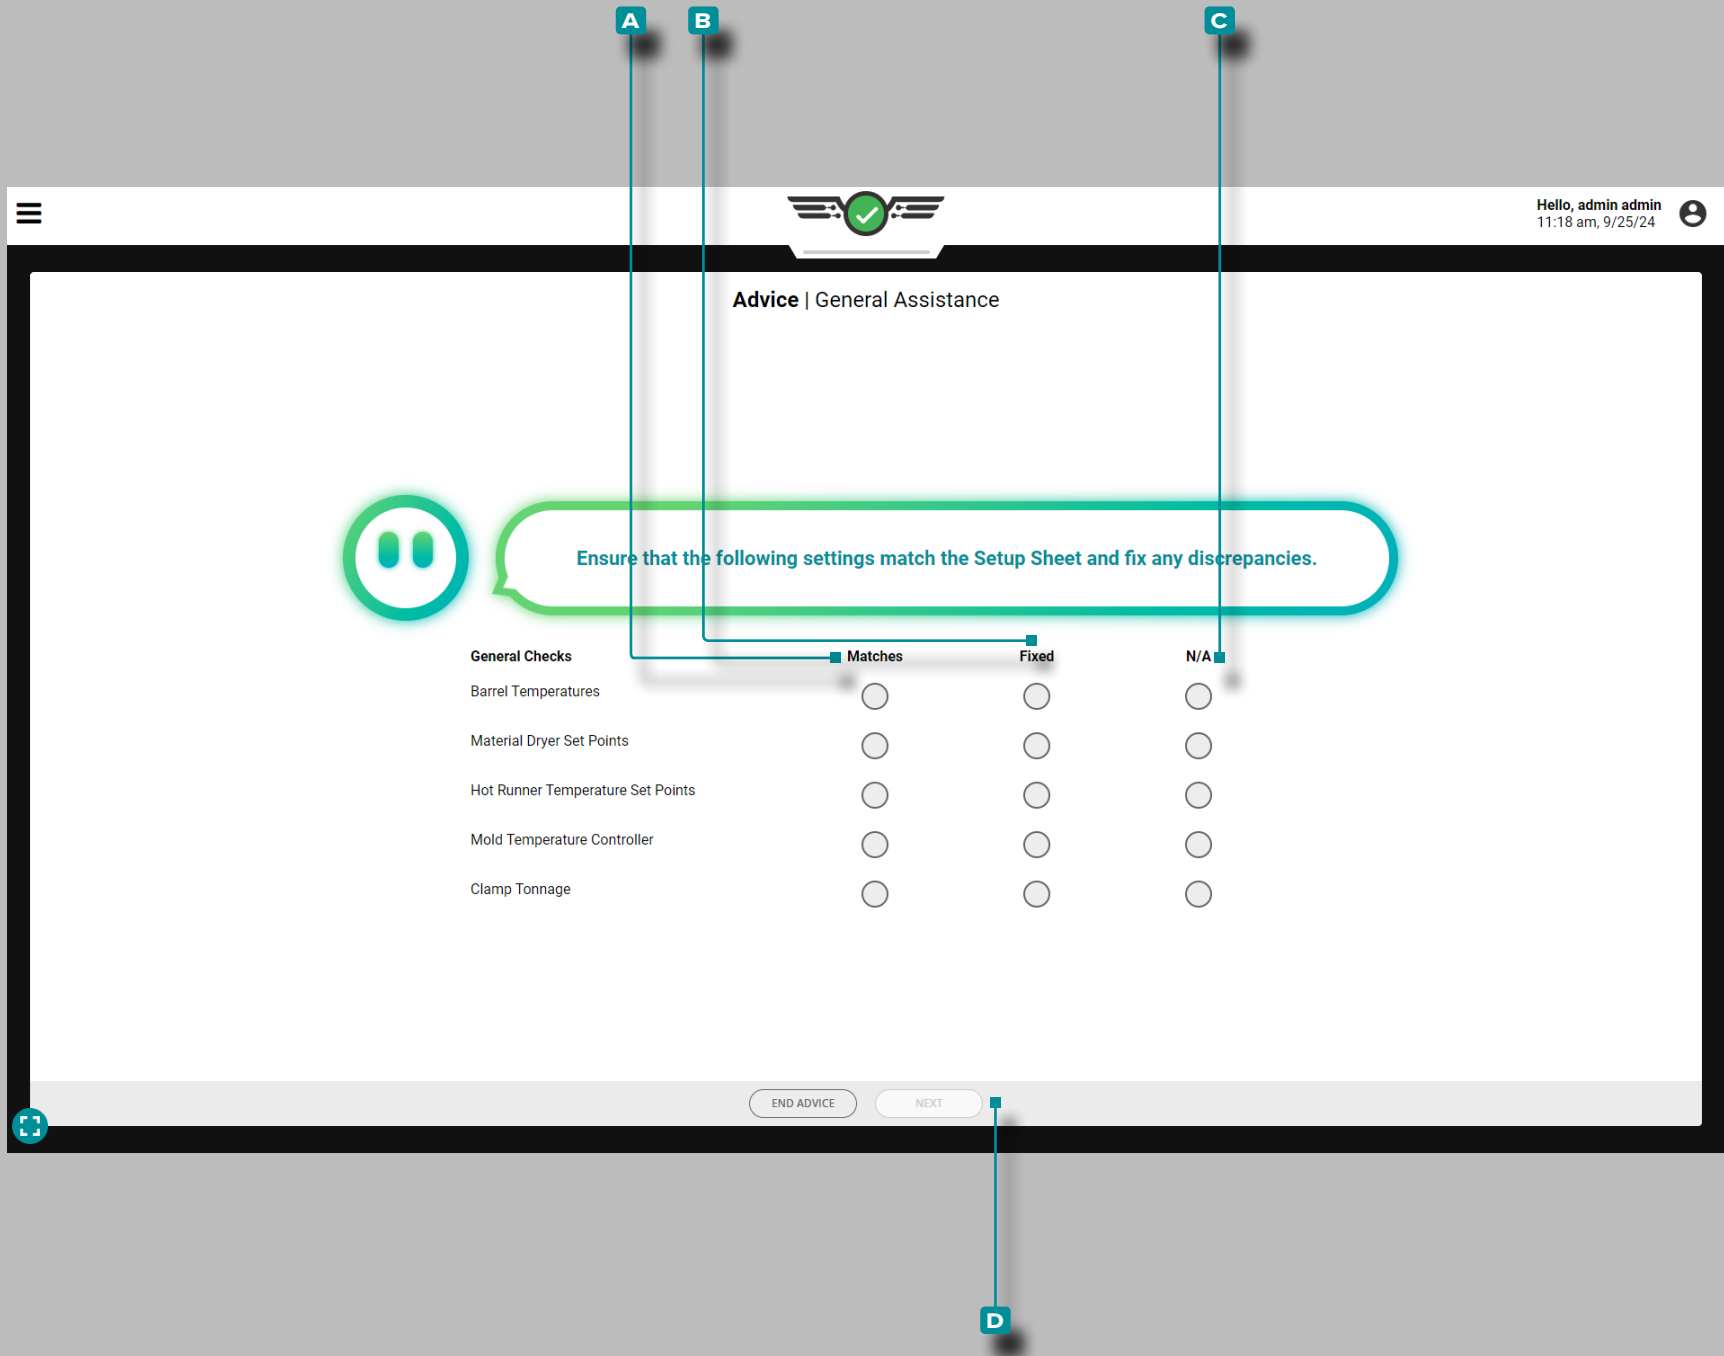 A B C
Hello, admin admin
11:18 am, 9/25/24
Advice | General Assistance
Ensure that the following settings match the Setup Sheet and fix any discrepancies.
General Checks Matches Fixed N/A
Barrel Temperatures
Material Dryer Set Points
Hot Runner Temperature Set Points
Mold Temperature Controller
Clamp Tonnage
END ADVICE NEXT
D